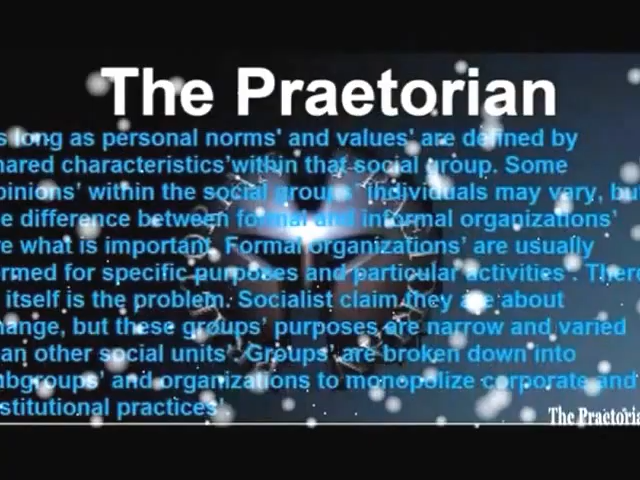 The Praetorian
s long as personal norms' and values' are defined by
hared characteristics' within that social group. Some
pinions' within the social groups' individuals may vary, bu
e difference between formal and informal organizations'
re what is important. Formal organizations' are usually
rmed for specific purposes and particular activities'. Ther
itself is the problem. Socialist claim they are about
hange, but these groups' purposes are narrow and varied
an other social units'. Groups' are broken down into
ubgroups' and organizations to monopolize corporate and
stitutional practices'
The Praetoria